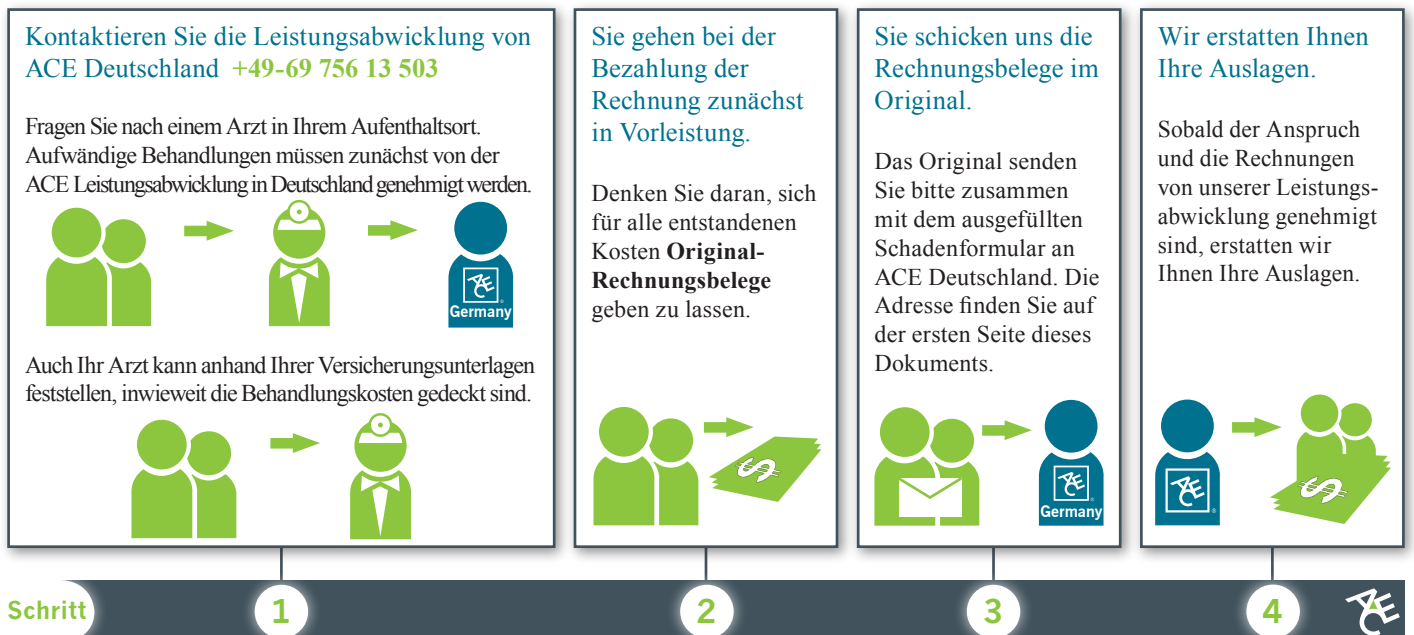 Kontaktieren Sie die Leistungsabwicklung von
ACE Deutschland +49-69 756 13 503
Fragen Sie nach einem Arzt in Ihrem Aufenthaltsort.
Aufwändige Behandlungen müssen zunächst von der
ACE Leistungsabwicklung in Deutschland genehmigt werden.
ACE
Germany
Auch Ihr Arzt kann anhand Ihrer Versicherungsunterlagen
feststellen, inwieweit die Behandlungskosten gedeckt sind.
Sie gehen bei der
Bezahlung der
Rechnung zunächst
in Vorleistung.
Denken Sie daran, sich
für alle entstandenen
Kosten Original-
Rechnungsbelege
geben zu lassen.
$
Sie schicken uns die
Rechnungsbelege im
Original.
Das Original senden
Sie bitte zusammen
mit dem ausgefüllten
Schadenformular an
ACE Deutschland. Die
Adresse finden Sie auf
der ersten Seite dieses
Dokuments.
ACE®
Germany
Wir erstatten Ihnen
Ihre Auslagen.
Sobald der Anspruch
und die Rechnungen
von unserer Leistungs-
abwicklung genehmigt
sind, erstatten wir
Ihnen Ihre Auslagen.
ACE®
$
Schritt 1 2 3 4 ACE